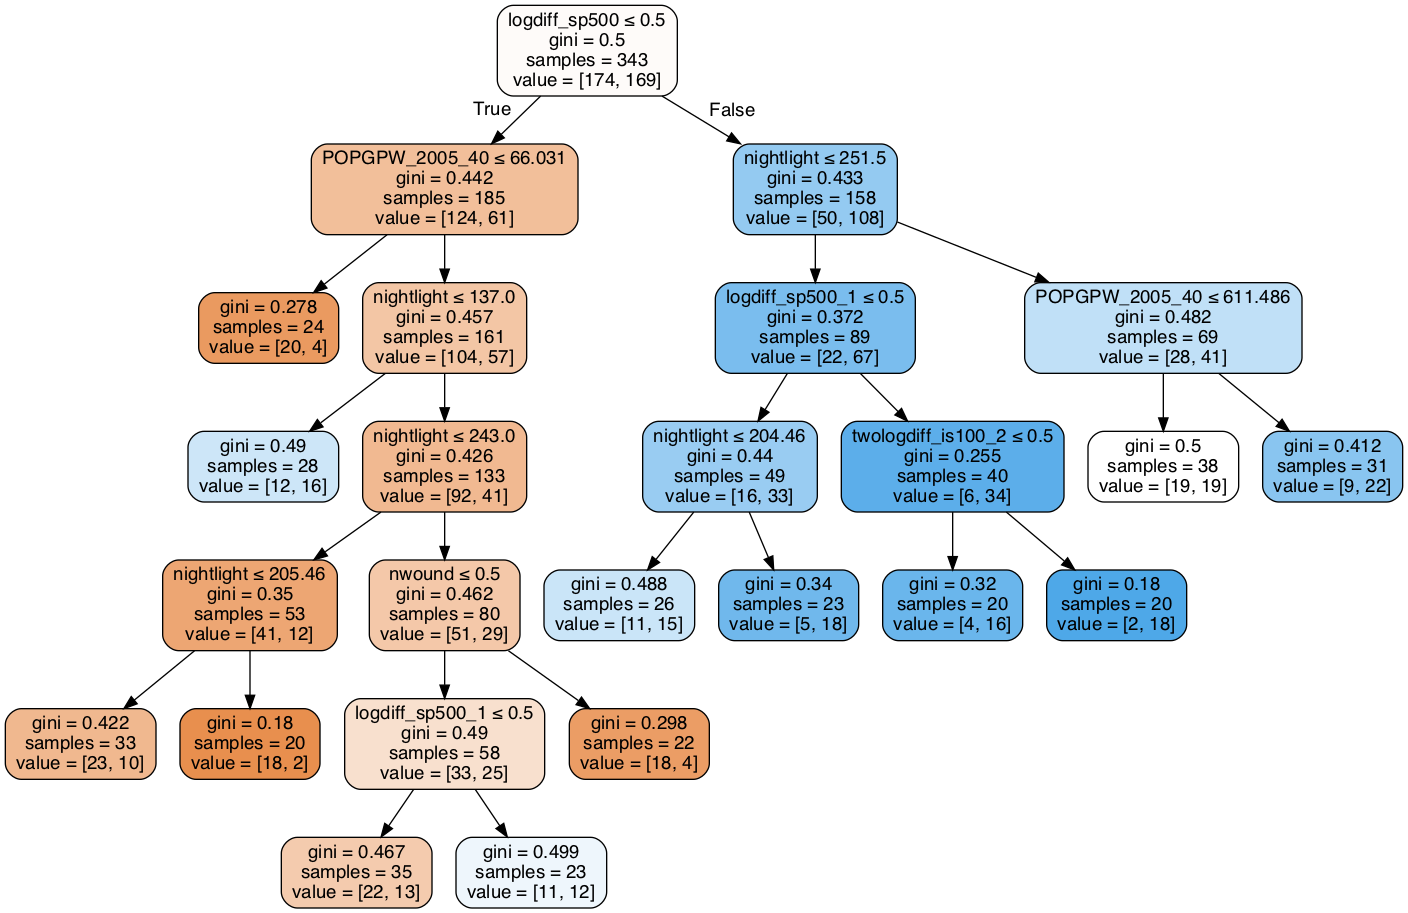 logdiff_sp500 ≤ 0.5
gini = 0.5
samples = 343
value = [174, 169]
True
False
POPGPW_2005_40 ≤ 66.031
gini = 0.442
samples = 185
value = [124, 61]
nightlight ≤ 251.5
gini = 0.433
samples = 158
value = [50, 108]
gini = 0.278
samples = 24
value = [20, 4]
nightlight ≤ 137.0
gini = 0.457
samples = 161
value = [104, 57]
logdiff_sp500_1 ≤ 0.5
gini = 0.372
samples = 89
value = [22, 67]
POPGPW_2005_40 ≤ 611.486
gini = 0.482
samples = 69
value = [28, 41]
gini = 0.49
samples = 28
value = [12, 16]
nightlight ≤ 243.0
gini = 0.426
samples = 133
value = [92, 41]
nightlight ≤ 204.46
gini = 0.44
samples = 49
value = [16, 33]
twologdiff_is100_2 ≤ 0.5
gini = 0.255
samples = 40
value = [6, 34]
gini = 0.5
samples = 38
value = [19, 19]
gini = 0.412
samples = 31
value = [9, 22]
nightlight ≤ 205.46
gini = 0.35
samples = 53
value = [41, 12]
nwound ≤ 0.5
gini = 0.462
samples = 80
value = [51, 29]
gini = 0.488
samples = 26
value = [11, 15]
gini = 0.34
samples = 23
value = [5, 18]
gini = 0.32
samples = 20
value = [4, 16]
gini = 0.18
samples = 20
value = [2, 18]
gini = 0.422
samples = 33
value = [23, 10]
gini = 0.18
samples = 20
value = [18, 2]
logdiff_sp500_1 ≤ 0.5
gini = 0.49
samples = 58
value = [33, 25]
gini = 0.298
samples = 22
value = [18, 4]
gini = 0.467
samples = 35
value = [22, 13]
gini = 0.499
samples = 23
value = [11, 12]